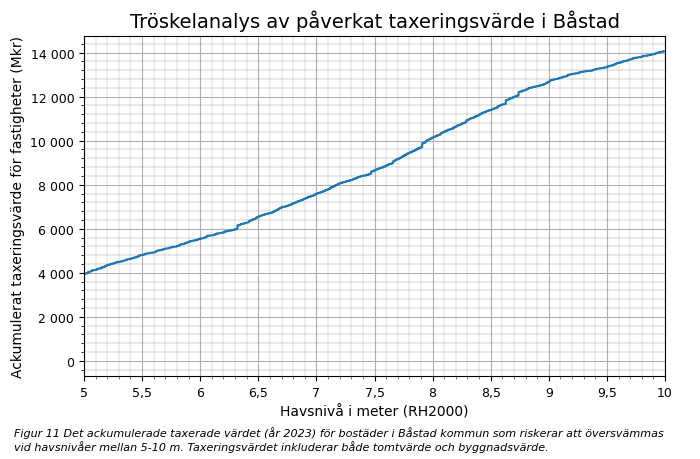 Tröskelanalys av påverkat taxeringsvärde i Båstad
Ackumulerat taxeringsvärde för fastigheter (Mkr)
14 000
12 000
10 000
8 000
6 000
4 000
2 000
0
5 5,5 6 6,5 7 7,5 8 8,5 9 9,5 10
Havsnivå i meter (RH2000)
Figur 11 Det ackumulerade taxerade värdet (år 2023) för bostäder i Båstad kommun som riskerar att översvämmas
vid havsnivåer mellan 5-10 m. Taxeringsvärdet inkluderar både tomtvärde och byggnadsvärde.